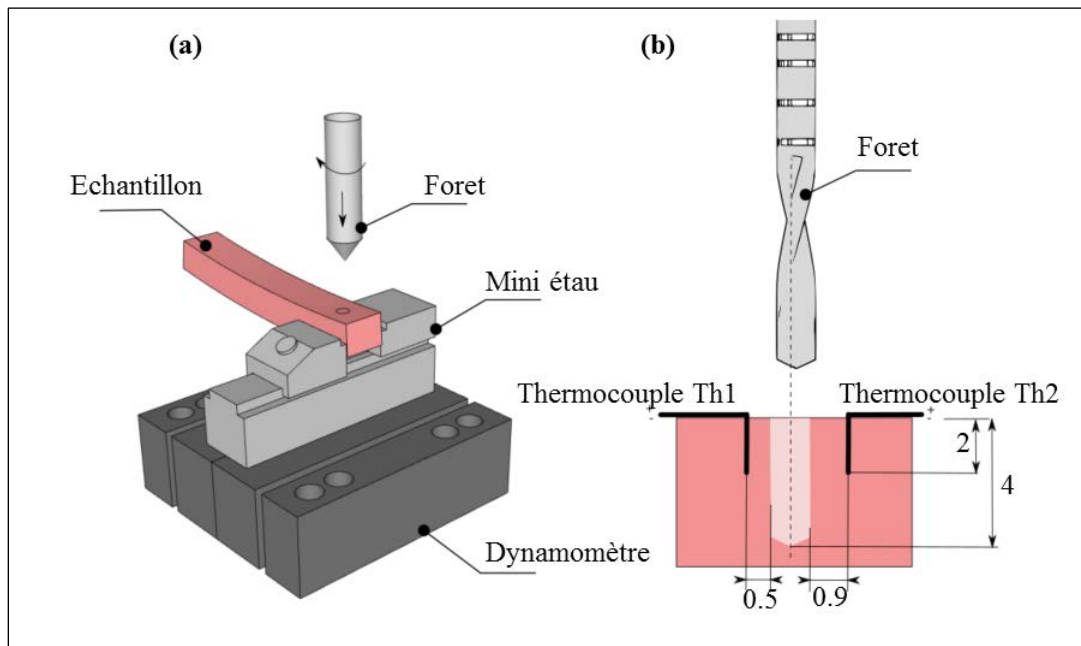 (a)
Foret
Echantillon
Mini étau
Dynamomètre
(b)
Foret
Thermocouple Th1
Thermocouple Th2
+
-
+
-
2
4
0.5
0.9